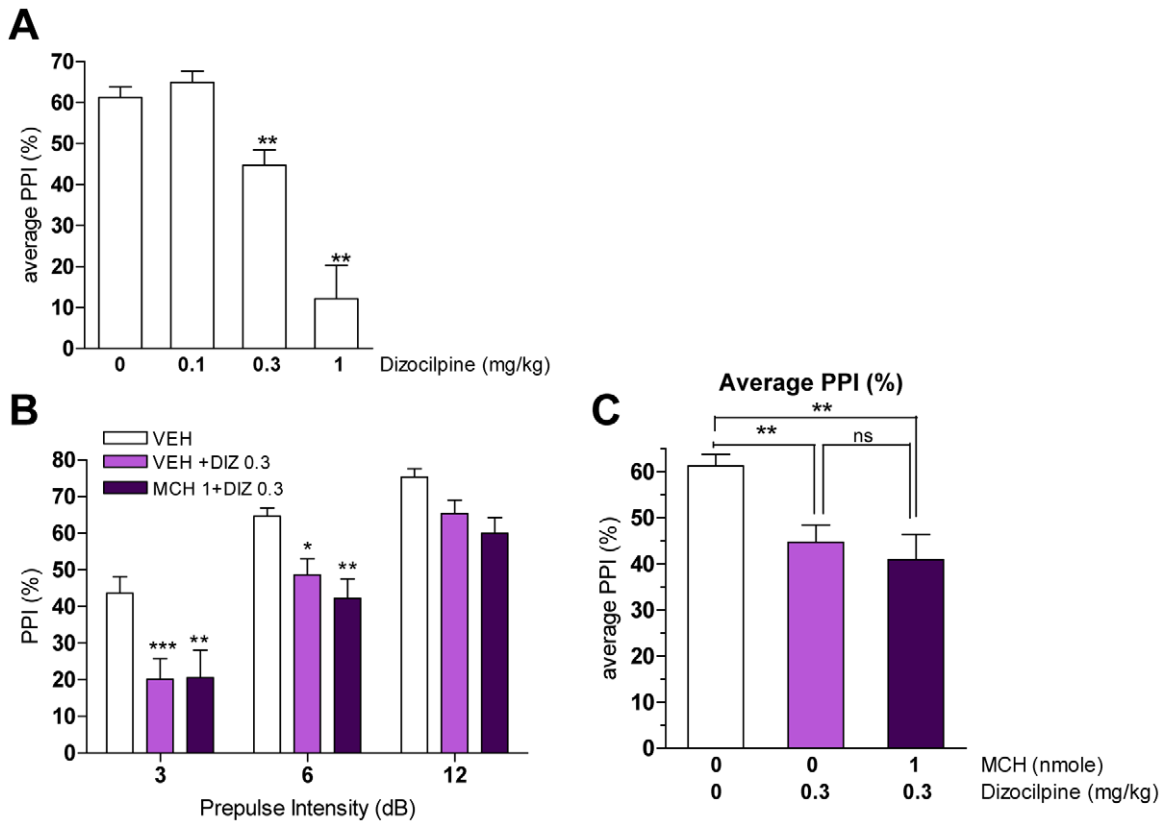 A
70
60
50
40
30
20
10
0
average PPI (%)
**
**
0 0.1 0.3 1 Dizocilpine (mg/kg)
B
VEH
VEH +DIZ 0.3
MCH 1+DIZ 0.3
80
70
60
50
40
30
20
10
0
PPI (%)
*** **
* **
3 6 12
Prepulse Intensity (dB)
C
Average PPI (%)
**
** ns
60
50
40
30
20
10
0
average PPI (%)
0 0 1 MCH (nmole)
0 0.3 0.3 Dizocilpine (mg/kg)